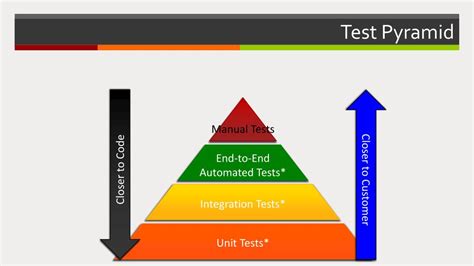 Test Pyramid
Closer to Code
Manual Tests
End-to-End
Automated Tests*
Integration Tests*
Unit Tests*
Closer to Customer